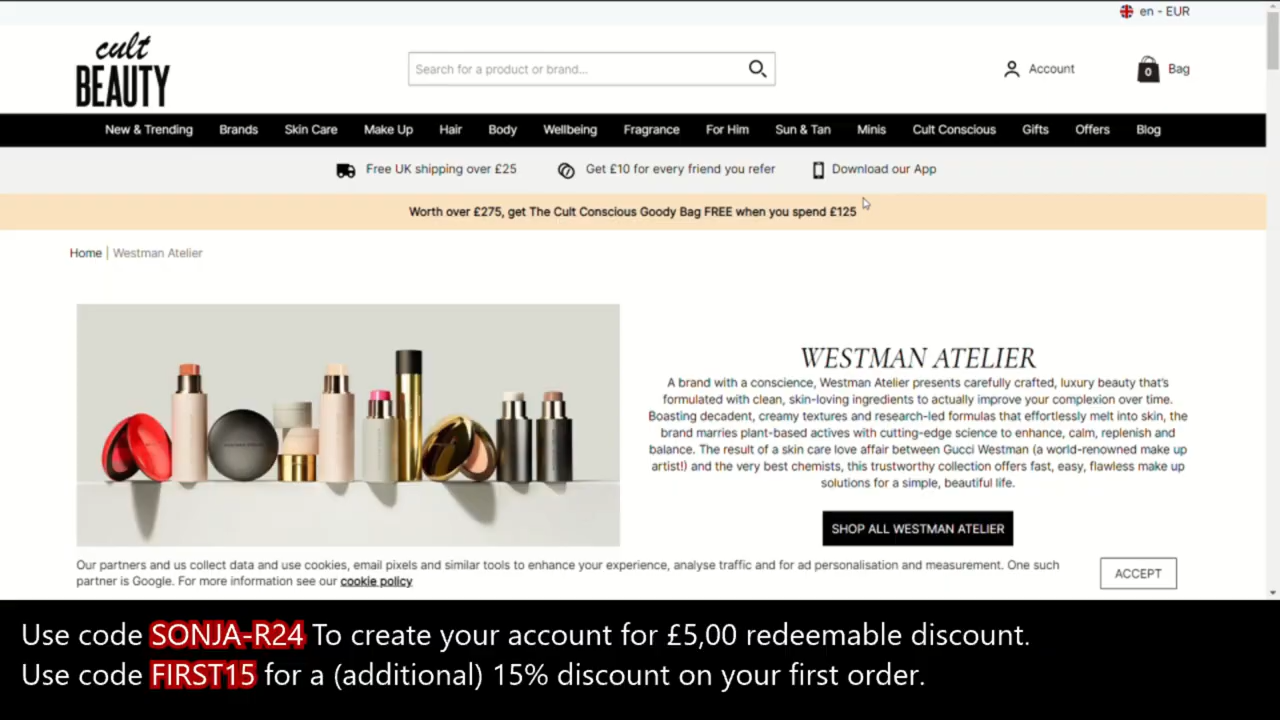 en - EUR
cult
BEAUTY
Search for a product or brand...
Account
0
Bag
New & Trending Brands Skin Care Make Up Hair Body Wellbeing Fragrance For Him Sun & Tan Minis Cult Conscious Gifts Offers Blog
Free UK shipping over £25 Get £10 for every friend you refer Download our App
Worth over £275, get The Cult Conscious Goody Bag FREE when you spend £125
Home | Westman Atelier
WESTMAN ATELIER
A brand with a conscience, Westman Atelier presents carefully crafted, luxury beauty that's
formulated with clean, skin-loving ingredients to actually improve your complexion over time.
Boasting decadent, creamy textures and research-led formulas that effortlessly melt into skin, the
brand marries plant-based actives with cutting-edge science to enhance, calm, replenish and
balance. The result of a skin care love affair between Gucci Westman (a world-renowned make up
artist!) and the very best chemists, this trustworthy collection offers fast, easy, flawless make up
solutions for a simple, beautiful life.
SHOP ALL WESTMAN ATELIER
Our partners and us collect data and use cookies, email pixels and similar tools to enhance your experience, analyse traffic and for ad personalisation and measurement. One such
partner is Google. For more information see our cookie policy
ACCEPT
Use code SONJA-R24 To create your account for £5,00 redeemable discount.
Use code FIRST15 for a (additional) 15% discount on your first order.